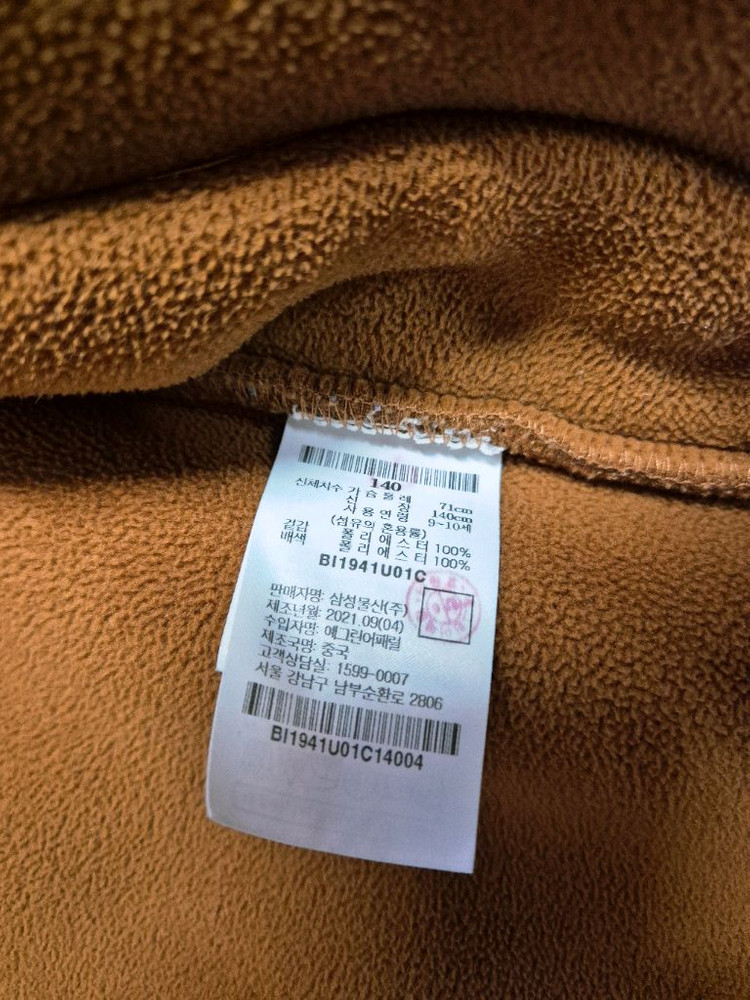 140
신체치수 가슴둘레 71cm
신장 140cm
사용연령 9~10세
(섬유의 혼용률)
겉감 폴리에스터 100%
배색 폴리에스터 100%
BI1941U01C
판매자명: 삼성물산(주)
제조년월: 2021.09(04)
수입자명: 에그린어패럴
제조국명: 중국
고객상담실: 1599-0007
서울 강남구 남부순환로 2806
BI1941U01C14004